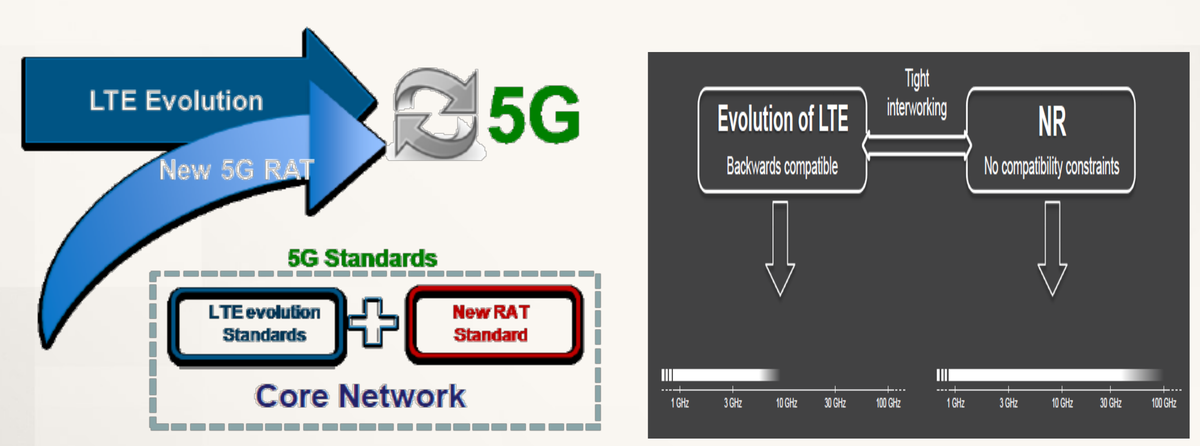 LTE Evolution
New 5G RAT
5G
5G Standards
LTE evolution
Standards
New RAT
Standard
Core Network
Evolution of LTE
Backwards compatible
Tight
interworking
NR
No compatibility constraints
1 GHz 3 GHz 10 GHz 30 GHz 100 GHz
1 GHz 3 GHz 10 GHz 30 GHz 100 GHz